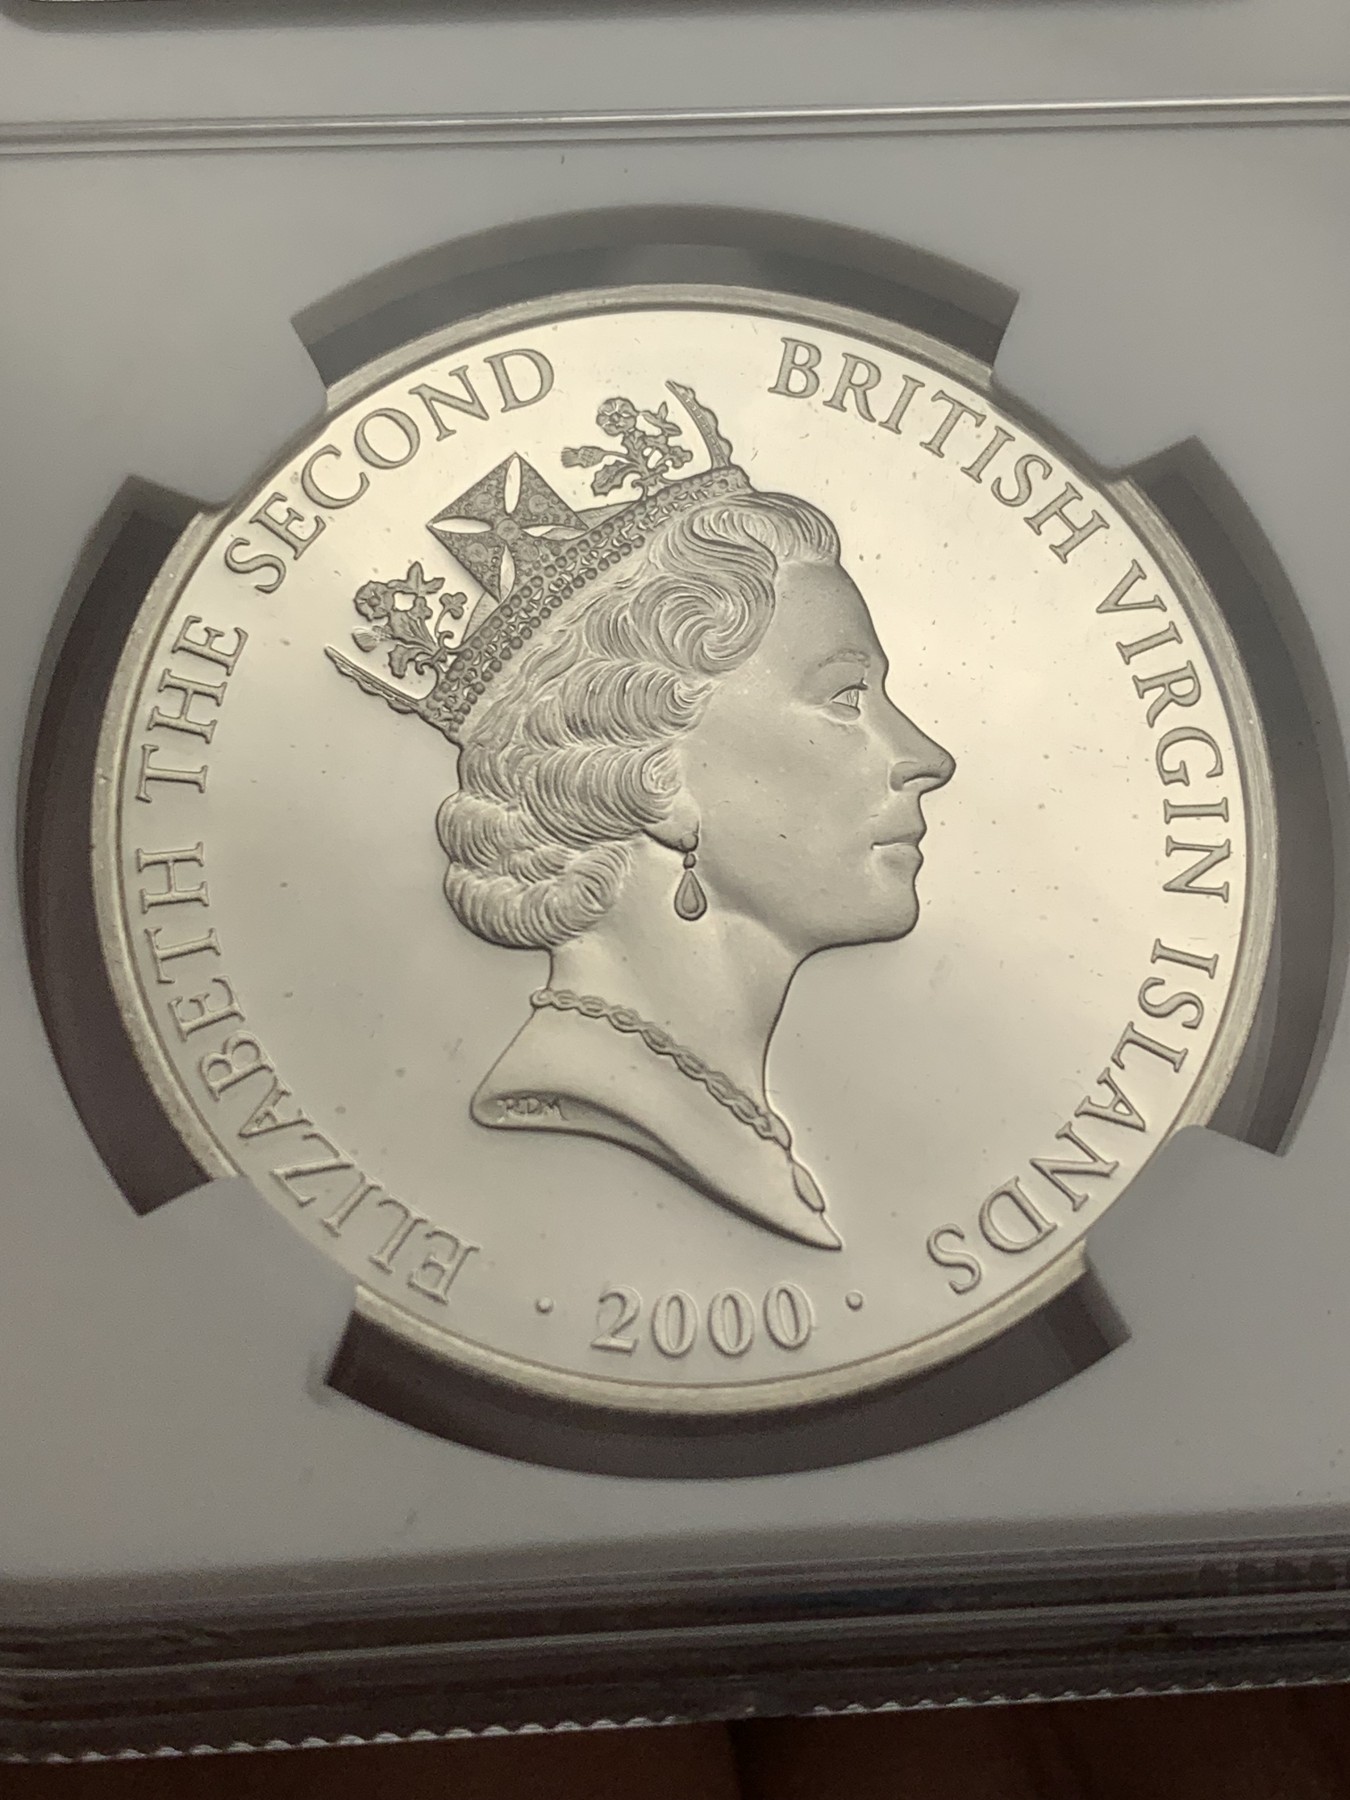 ELIZABETH THE SECOND
BRITISH VIRGIN ISLANDS
· 2000 ·
RDM